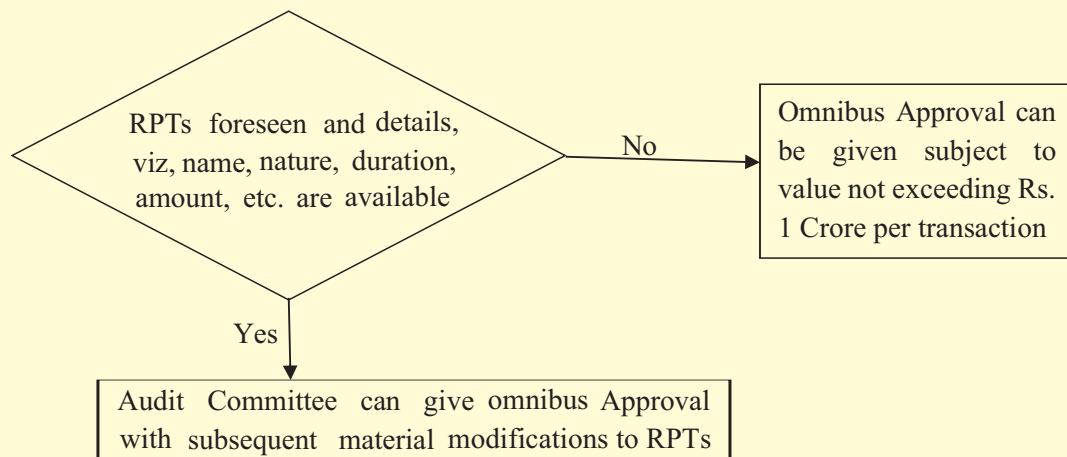 RPTs foreseen and details,
viz, name, nature, duration,
amount, etc. are available
No
Omnibus Approval can
be given subject to
value not exceeding Rs.
1 Crore per transaction
Yes
Audit Committee can give omnibus Approval
with subsequent material modifications to RPTs